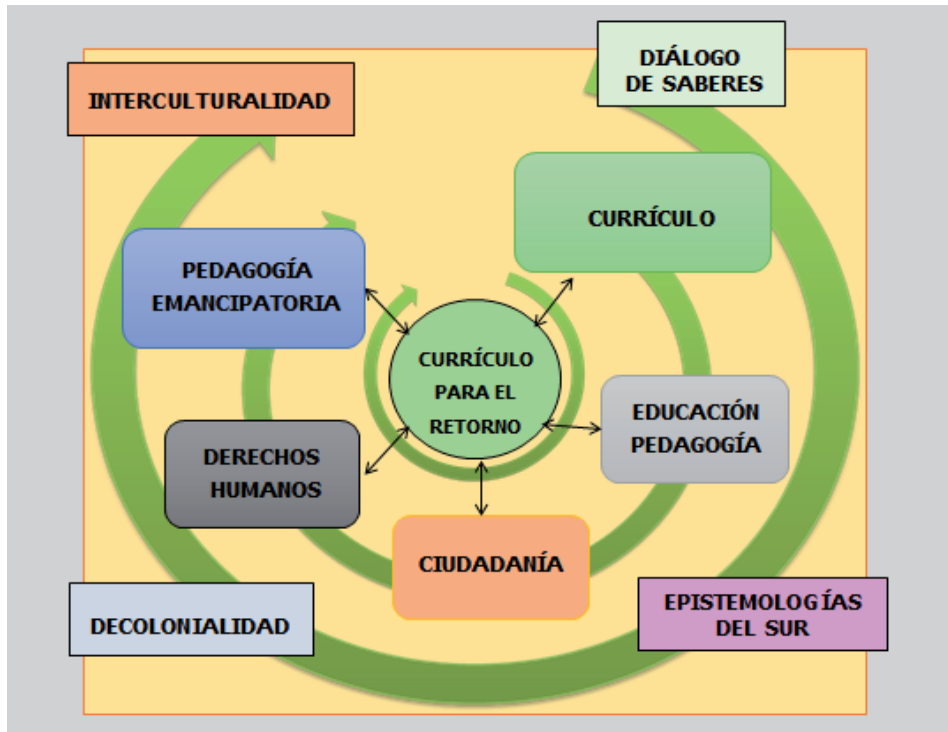 INTERCULTURALIDAD
DIÁLOGO
DE SABERES
CURRÍCULO
PEDAGOGÍA
EMANCIPATORIA
CURRÍCULO
PARA EL
RETORNO
EDUCACIÓN
PEDAGOGÍA
DERECHOS
HUMANOS
CIUDADANÍA
DECOLONIALIDAD
EPISTEMOLOGÍAS
DEL SUR